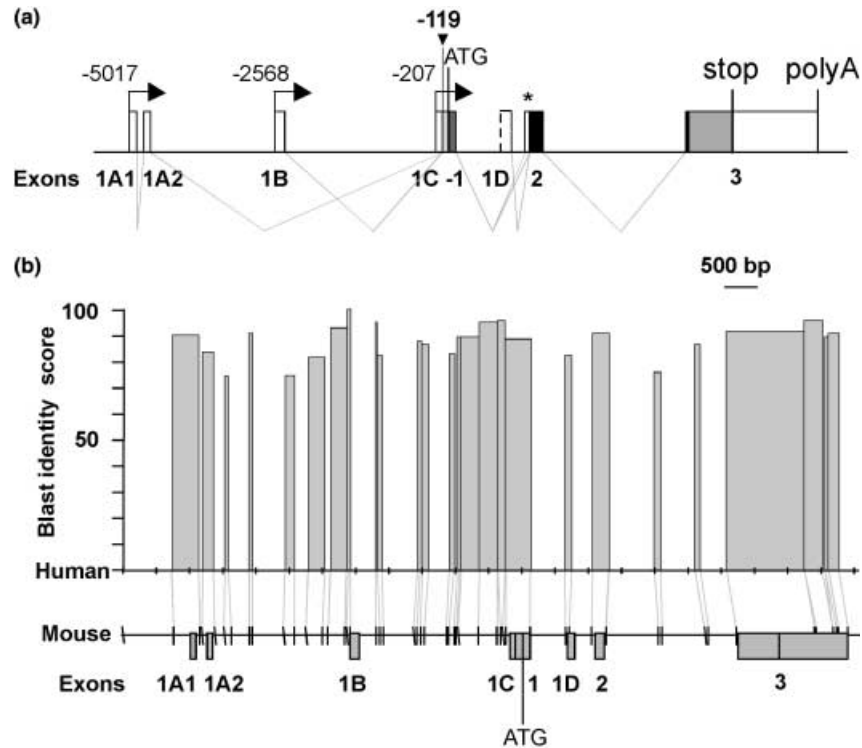 (a)
-119
-5017
-2568
-207
ATG
*
stop
polyA
Exons 1A1 1A2 1B 1C -1 1D 2 3
(b)
500 bp
100
50
Blast identity score
Human
Mouse
Exons 1A1 1A2 1B 1C 1 1D 2 3
ATG